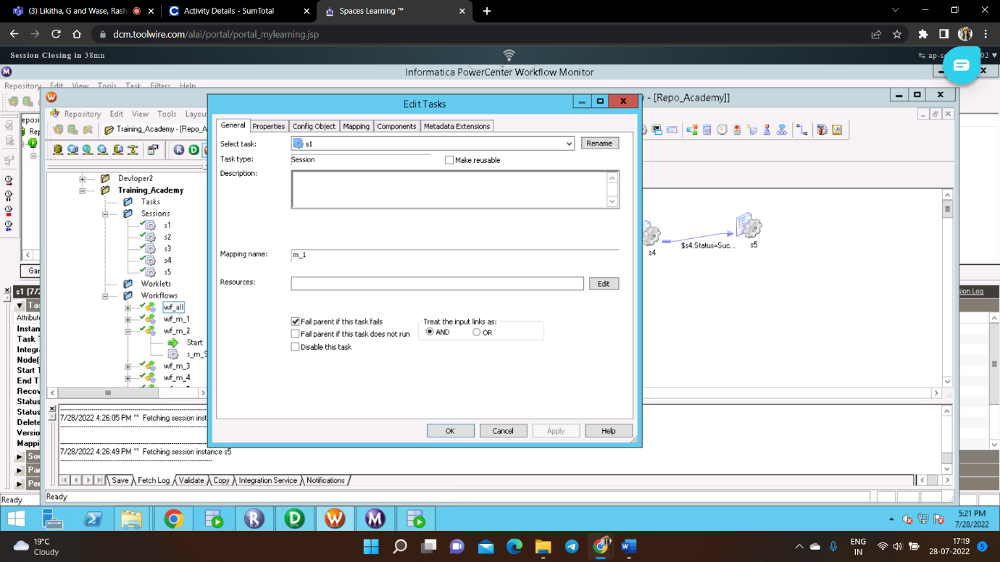 (3) Likitha, G and Wase, Rash
Activity Details - SumTotal
Spaces Learning ™
dcm.toolwire.com/alai/portal/portal_mylearning.jsp
Session Closing in 38mn
02
Informatica PowerCenter Workflow Monitor
Repository Edit View Tools Task Filters Help
- [Repo_Academy]]
Edit Tasks
Repository Edit View Tools Layou
Training_Academy - [Repo_A
General Properties Config Object Mapping Components Metadata Extensions
Select task: s1 Rename
Task type: Session Make reusable
Description:
Mapping name: m_1
Resources: Edit
Fail parent if this task fails
Fail parent if this task does not run
Disable this task
Treat the input links as:
AND OR
OK Cancel Apply Help
Devloper2
Training_Academy
Tasks
Sessions
s1
s2
s3
s4
s5
Worklets
Workflows
wf_all
wf_m_1
wf_m_2
Start
s_m_S
wf_m_3
wf_m_4
s4
$s4.Status=Suc...
s5
s1 [7/2
sion Log
Attribute
Instan
Task T
Integra
Node(
Start T
End T
Recov
Status
Status
Delete
Versio
Mappi
Sou
Par
Per
7/28/2022 4:26:05 PM ** Fetching session inst
7/28/2022 4:26:49 PM ** Fetching session instance s5
Save Fetch Log Validate Copy Integration Service Notifications
Ready
Ready
5:21 PM
7/28/2022
19°C
Cloudy
ENG
IN
17:19
28-07-2022
5